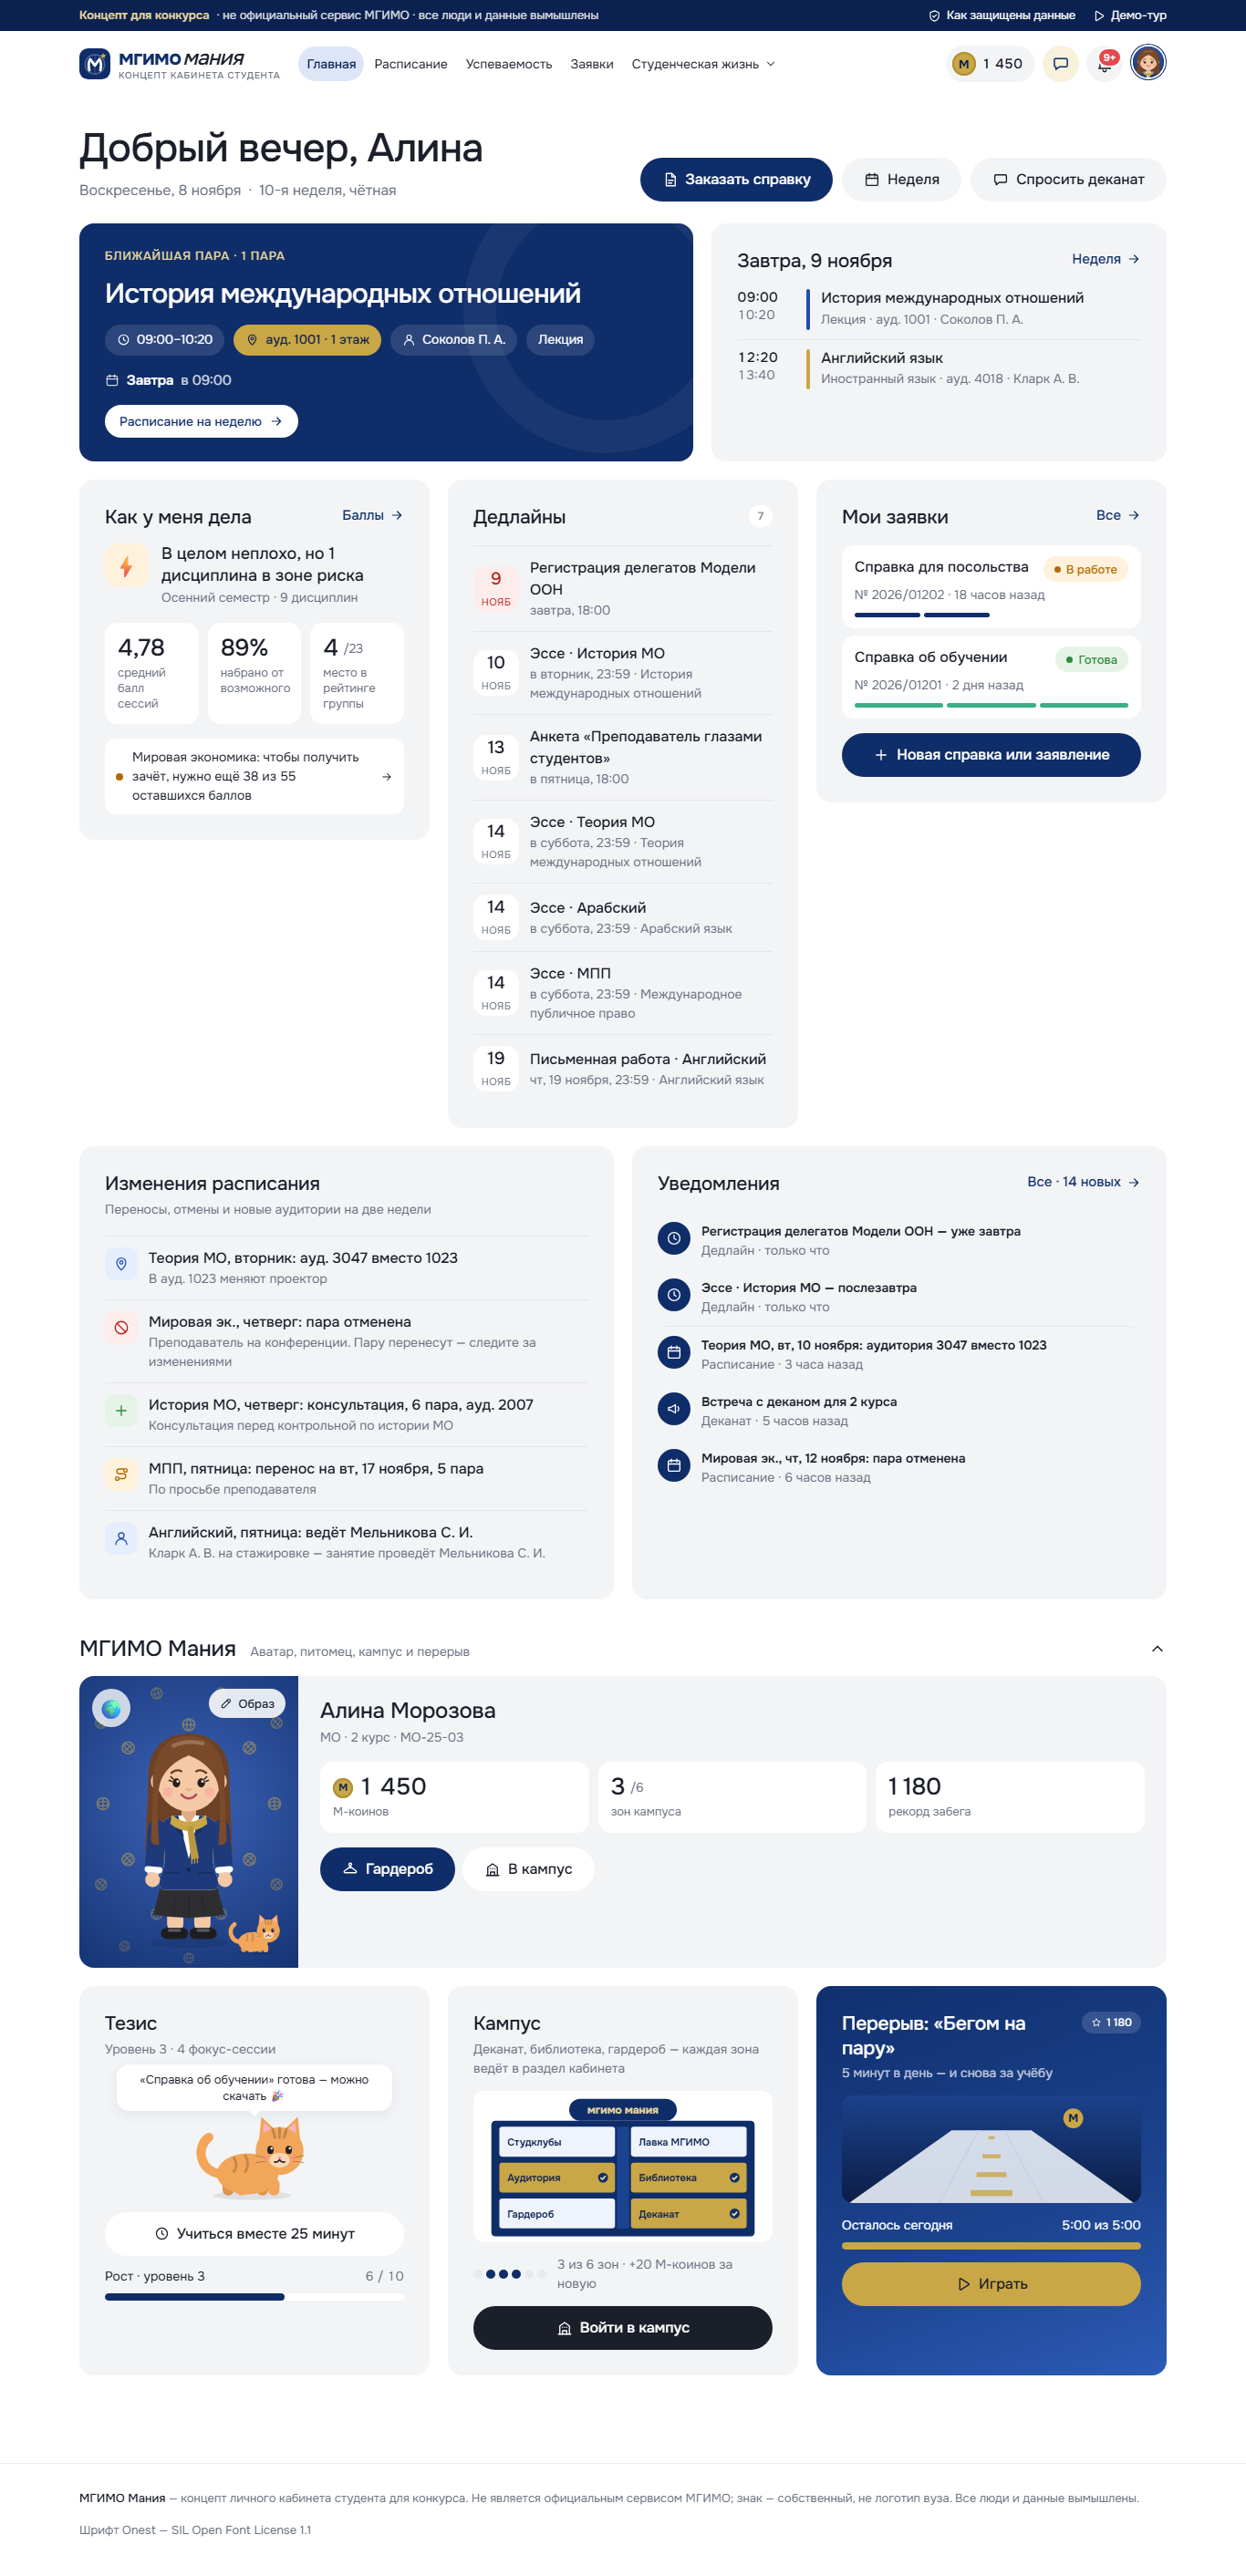 Концепт для конкурса · не официальный сервис МГИМО · все люди и данные вымышлены
Как защищены данные
Демо-тур
МГИМО мания
КОНЦЕПТ КАБИНЕТА СТУДЕНТА
Главная
Расписание
Успеваемость
Заявки
Студенческая жизнь
M 1 450
9+
Добрый вечер, Алина
Воскресенье, 8 ноября · 10-я неделя, чётная
Заказать справку
Неделя
Спросить деканат
БЛИЖАЙШАЯ ПАРА · 1 ПАРА
История международных отношений
09:00–10:20
ауд. 1001 · 1 этаж
Соколов П. А.
Лекция
Завтра в 09:00
Расписание на неделю
Завтра, 9 ноября
Неделя
09:00
10:20
История международных отношений
Лекция · ауд. 1001 · Соколов П. А.
12:20
13:40
Английский язык
Иностранный язык · ауд. 4018 · Кларк А. В.
Как у меня дела
Баллы
В целом неплохо, но 1
дисциплина в зоне риска
Осенний семестр · 9 дисциплин
4,78
средний
балл
сессий
89%
набрано от
возможного
4 /23
место в
рейтинге
группы
Мировая экономика: чтобы получить
зачёт, нужно ещё 38 из 55
оставшихся баллов
Дедлайны
7
9
НОЯБ
Регистрация делегатов Модели
ООН
завтра, 18:00
10
НОЯБ
Эссе · История МО
в вторник, 23:59 · История
международных отношений
13
НОЯБ
Анкета «Преподаватель глазами
студентов»
в пятница, 18:00
14
НОЯБ
Эссе · Теория МО
в суббота, 23:59 · Теория
международных отношений
14
НОЯБ
Эссе · Арабский
в суббота, 23:59 · Арабский язык
14
НОЯБ
Эссе · МПП
в суббота, 23:59 · Международное
публичное право
19
НОЯБ
Письменная работа · Английский
чт, 19 ноября, 23:59 · Английский язык
Мои заявки
Все
Справка для посольства
В работе
№ 2026/01202 · 18 часов назад
Справка об обучении
Готова
№ 2026/01201 · 2 дня назад
Новая справка или заявление
Изменения расписания
Переносы, отмены и новые аудитории на две недели
Теория МО, вторник: ауд. 3047 вместо 1023
В ауд. 1023 меняют проектор
Мировая эк., четверг: пара отменена
Преподаватель на конференции. Пару перенесут — следите за
изменениями
История МО, четверг: консультация, 6 пара, ауд. 2007
Консультация перед контрольной по истории МО
МПП, пятница: перенос на вт, 17 ноября, 5 пара
По просьбе преподавателя
Английский, пятница: ведёт Мельникова С. И.
Кларк А. В. на стажировке — занятие проведёт Мельникова С. И.
Уведомления
Все · 14 новых
Регистрация делегатов Модели ООН — уже завтра
Дедлайн · только что
Эссе · История МО — послезавтра
Дедлайн · только что
Теория МО, вт, 10 ноября: аудитория 3047 вместо 1023
Расписание · 3 часа назад
Встреча с деканом для 2 курса
Деканат · 5 часов назад
Мировая эк., чт, 12 ноября: пара отменена
Расписание · 6 часов назад
МГИМО Мания
Аватар, питомец, кампус и перерыв
Образ
Алина Морозова
МО · 2 курс · МО-25-03
M 1 450
М-коинов
3 /6
зон кампуса
1 180
рекорд забега
Гардероб
В кампус
Тезис
Уровень 3 · 4 фокус-сессии
«Справка об обучении» готова — можно
скачать 🎉
Учиться вместе 25 минут
Рост · уровень 3
6 / 10
Кампус
Деканат, библиотека, гардероб — каждая зона
ведёт в раздел кабинета
мгимо мания
Студклубы
Лавка МГИМО
Аудитория
Библиотека
Гардероб
Деканат
3 из 6 зон · +20 М-коинов за
новую
Войти в кампус
Перерыв: «Бегом на
пару»
1 180
5 минут в день — и снова за учёбу
M
Осталось сегодня
5:00 из 5:00
Играть
МГИМО Мания — концепт личного кабинета студента для конкурса. Не является официальным сервисом МГИМО; знак — собственный, не логотип вуза. Все люди и данные вымышлены.
Шрифт Onest — SIL Open Font License 1.1